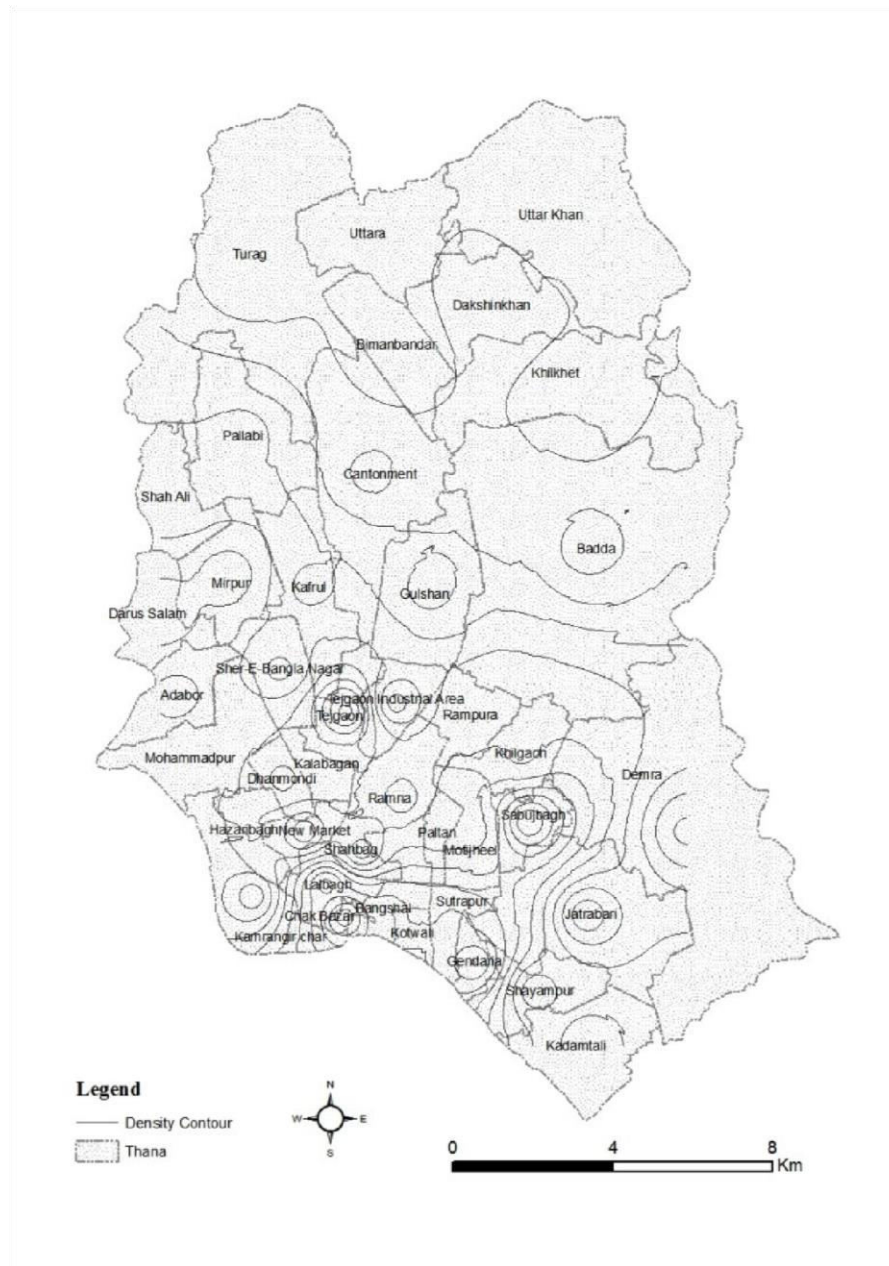 Uttar Khan
Uttara
Turag
Dakshinkhan
Bimanbandar
Khilkhet
Pallabi
Cantonment
Shah Ali
Badda
Mirpur
Kafrul
Gulshan
Darus Salam
Sher-E-Bangla Nagar
Adabor
Tejgaon Industrial Area
Tejgaon
Rampura
Mohammadpur
Kalabagan
Khilgaon
Dhanmondi
Demra
Ramna
Sabujbagh
Hazaribagh
New Market
Paltan
Shahbag
Motijheel
Lalbagh
Chak Bazar
Bangshal
Sutrapur
Jatrabari
Kamrangir char
Kotwali
Gendaria
Shayampur
Kadamtali
Legend
Density Contour
Thana
N
W
E
S
0 4 8
Km